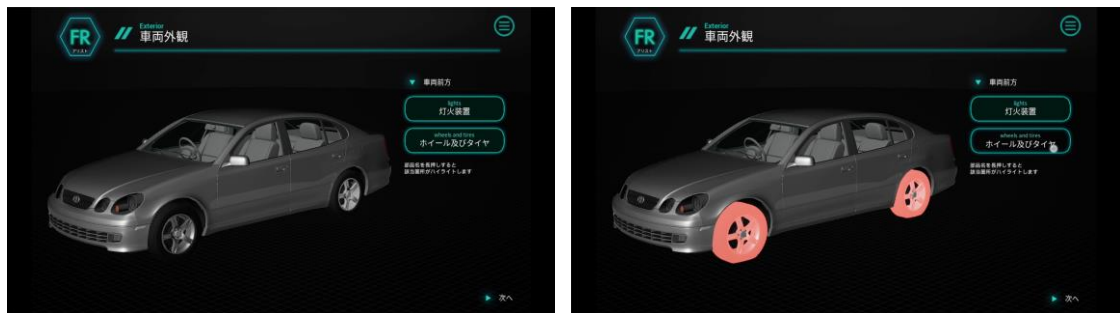 FR
アリスト
Exterior
車両外観
車両前方
lights
灯火装置
wheels and tires
ホイール及びタイヤ
部品名を長押しすると
該当箇所がハイライトします
次へ
FR
アリスト
Exterior
車両外観
車両前方
lights
灯火装置
wheels and tires
ホイール及びタイヤ
部品名を長押しすると
該当箇所がハイライトします
次へ